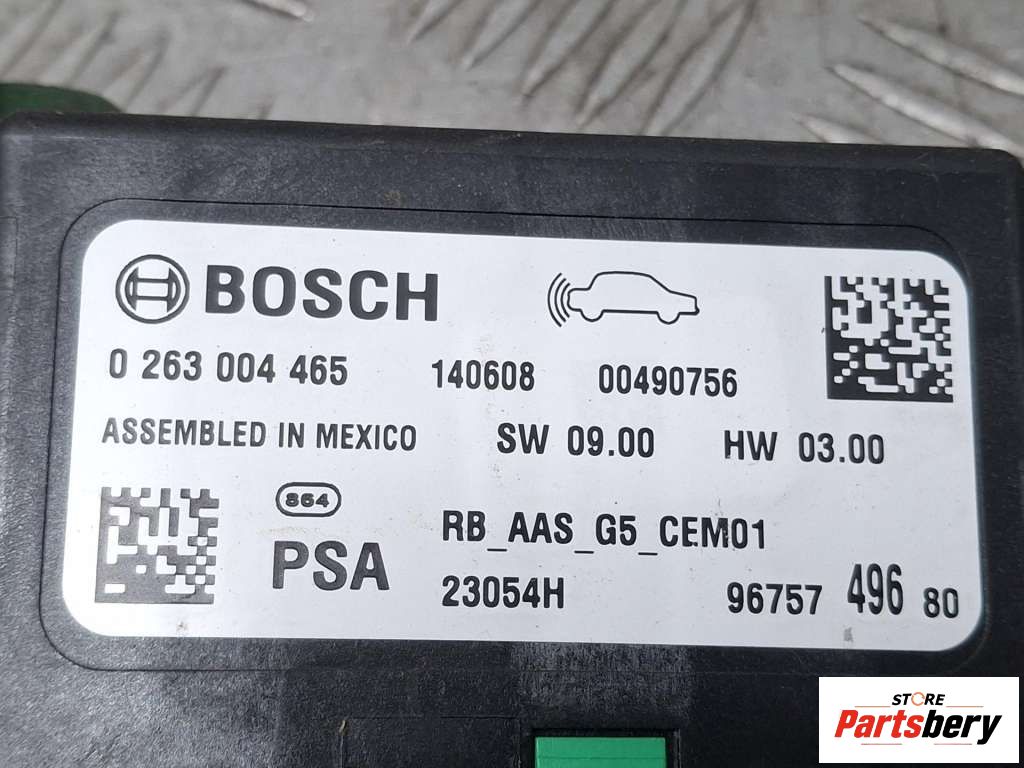 BOSCH
0 263 004 465 140608 00490756
ASSEMBLED IN MEXICO SW 09.00 HW 03.00
864
PSA
RB_AAS_G5_CEM01
23054H 96757 496 80
STORE
Partsbery